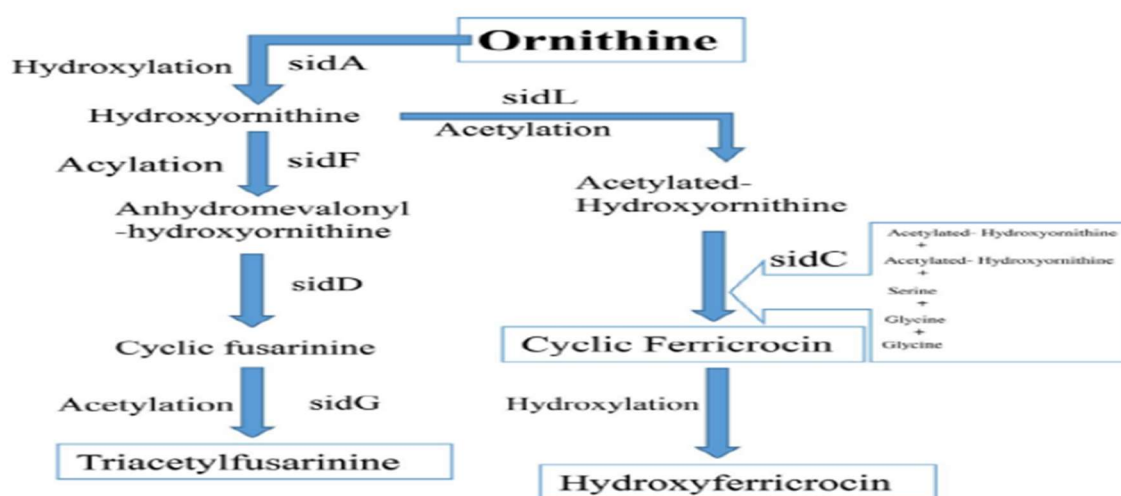 Ornithine
Hydroxylation
sidA
Hydroxyornithine
sidL
Acetylation
Acylation
sidF
Anhydromevalonyl
-hydroxyornithine
sidD
Cyclic fusarinine
Acetylation
sidG
Triacetylfusarinine
Acetylated-
Hydroxyornithine
sidC
Acetylated- Hydroxyornithine
+
Acetylated- Hydroxyornithine
+
Serine
+
Glycine
+
Glycine
Cyclic Ferricrocin
Hydroxylation
Hydroxyferricrocin